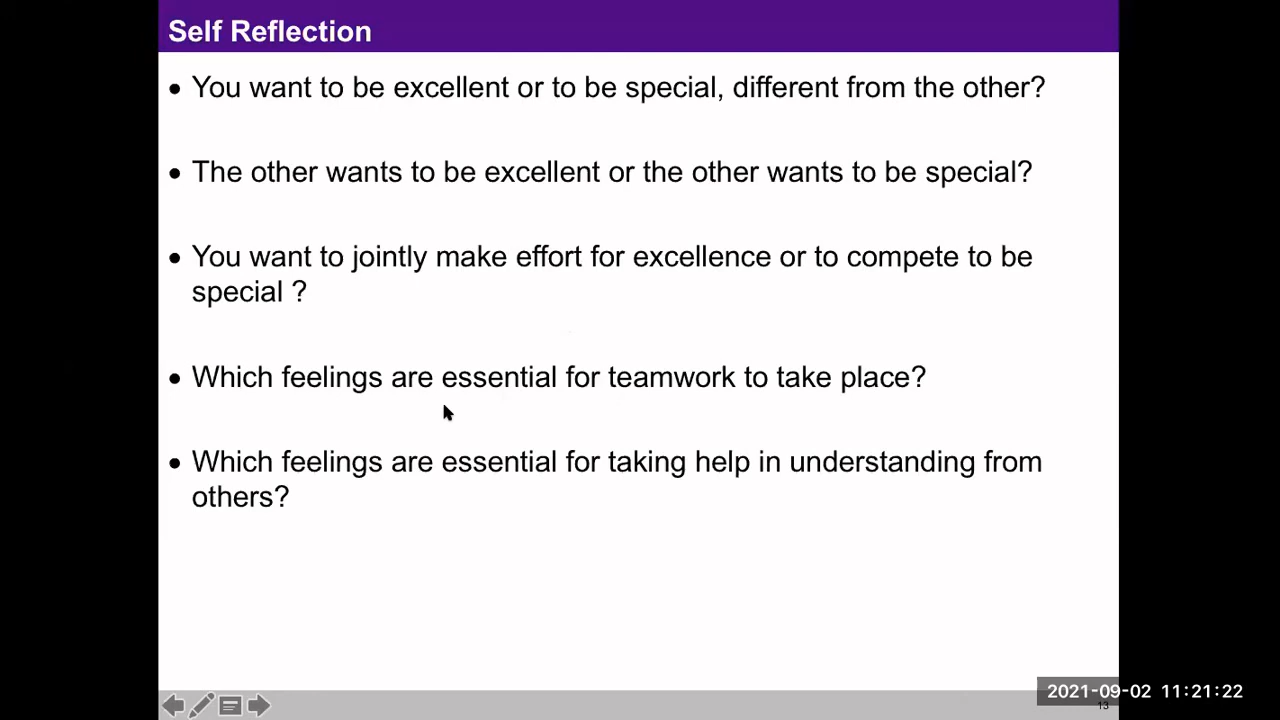 Self Reflection
• You want to be excellent or to be special, different from the other?
• The other wants to be excellent or the other wants to be special?
• You want to jointly make effort for excellence or to compete to be
special ?
• Which feelings are essential for teamwork to take place?
• Which feelings are essential for taking help in understanding from
others?
2021-09-02 11:21:22
13